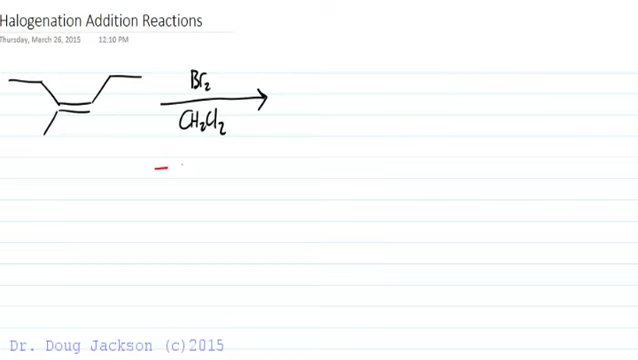 Halogenation Addition Reactions
Thursday, March 26, 2015 12:10 PM
Br₂
CH₂Cl₂
Dr. Doug Jackson (c)2015